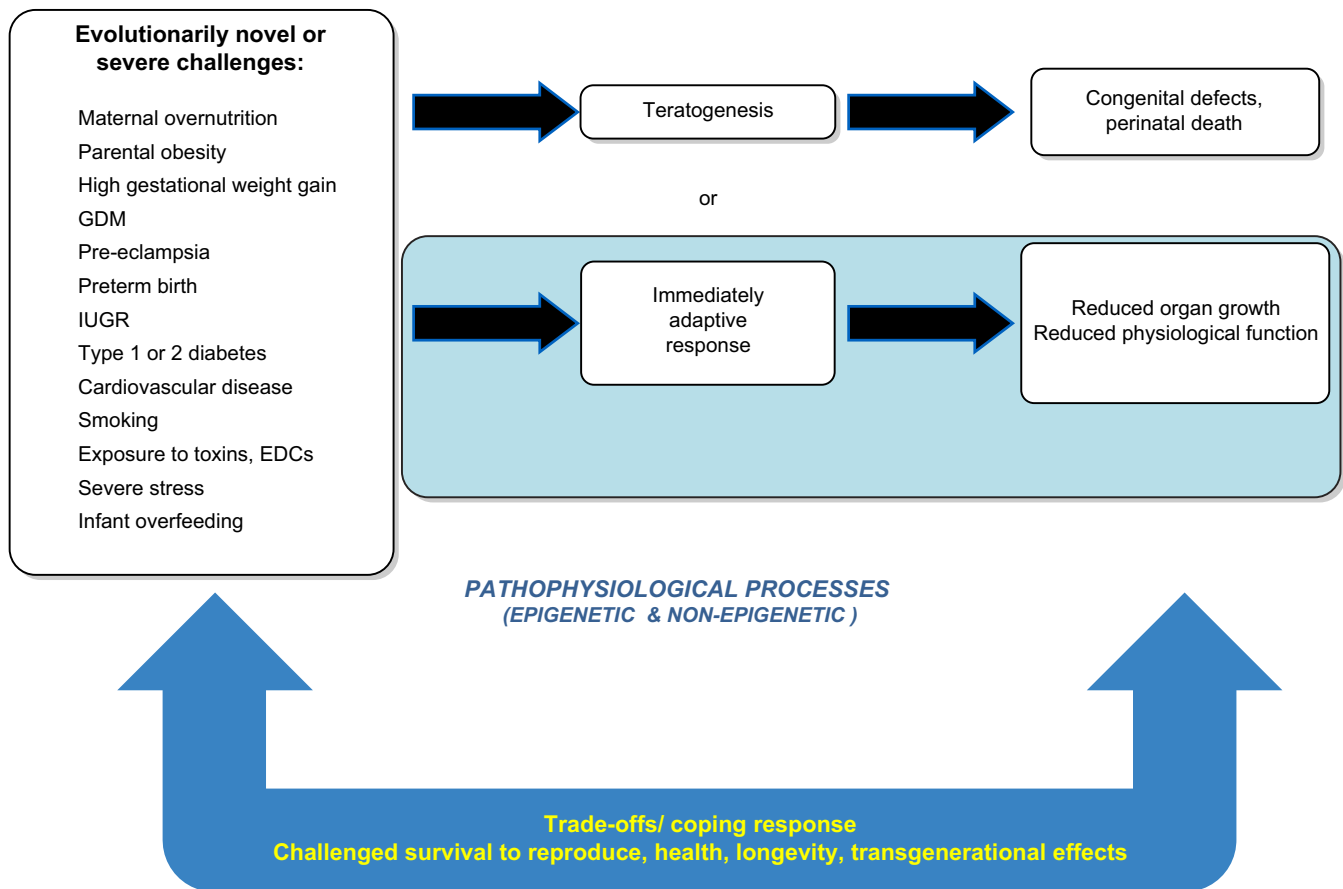 Evolutionarily novel or
severe challenges:
Maternal overnutrition
Parental obesity
High gestational weight gain
GDM
Pre-eclampsia
Preterm birth
IUGR
Type 1 or 2 diabetes
Cardiovascular disease
Smoking
Exposure to toxins, EDCs
Severe stress
Infant overfeeding
Teratogenesis
Congenital defects,
perinatal death
or
Immediately
adaptive
response
Reduced organ growth
Reduced physiological function
PATHOPHYSIOLOGICAL PROCESSES
(EPIGENETIC & NON-EPIGENETIC )
Trade-offs/ coping response
Challenged survival to reproduce, health, longevity, transgenerational effects